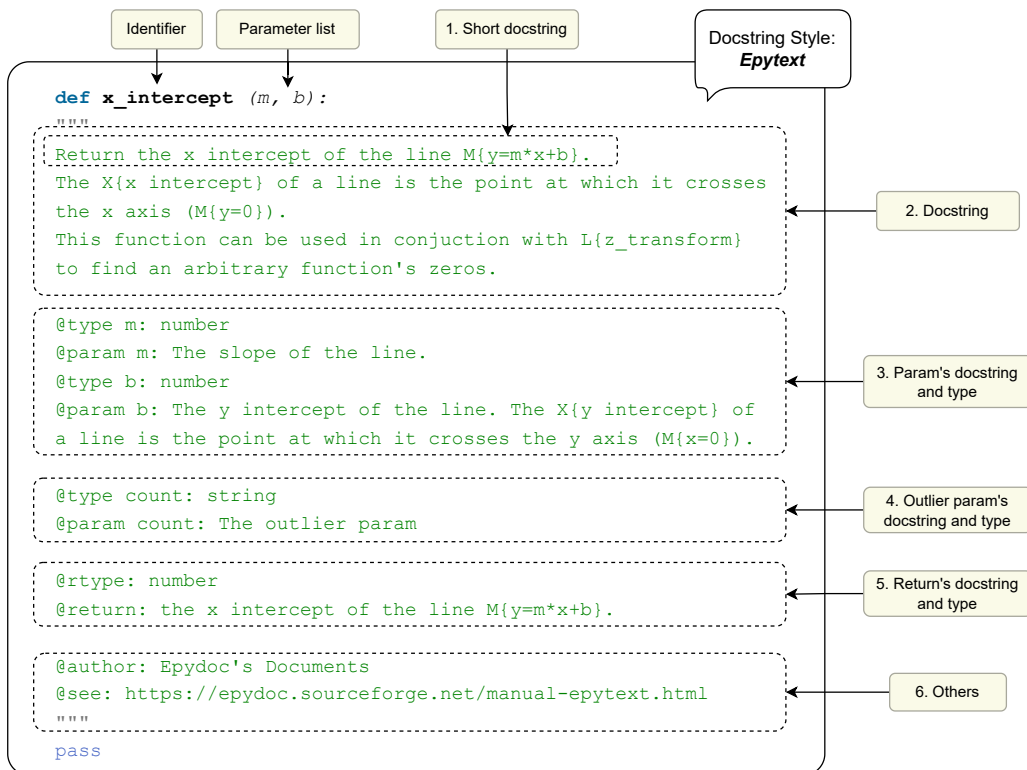 Identifier
Parameter list
1. Short docstring
Docstring Style:
Epytext
def x_intercept (m, b):
"""
Return the x intercept of the line M{y=m*x+b}.
The X{x intercept} of a line is the point at which it crosses
the x axis (M{y=0}).
This function can be used in conjuction with L{z_transform}
to find an arbitrary function's zeros.
2. Docstring
@type m: number
@param m: The slope of the line.
@type b: number
@param b: The y intercept of the line. The X{y intercept} of
a line is the point at which it crosses the y axis (M{x=0}).
3. Param's docstring
and type
@type count: string
@param count: The outlier param
4. Outlier param's
docstring and type
@rtype: number
@return: the x intercept of the line M{y=m*x+b}.
5. Return's docstring
and type
@author: Epydoc's Documents
@see: https://epydoc.sourceforge.net/manual-epytext.html
"""
6. Others
pass